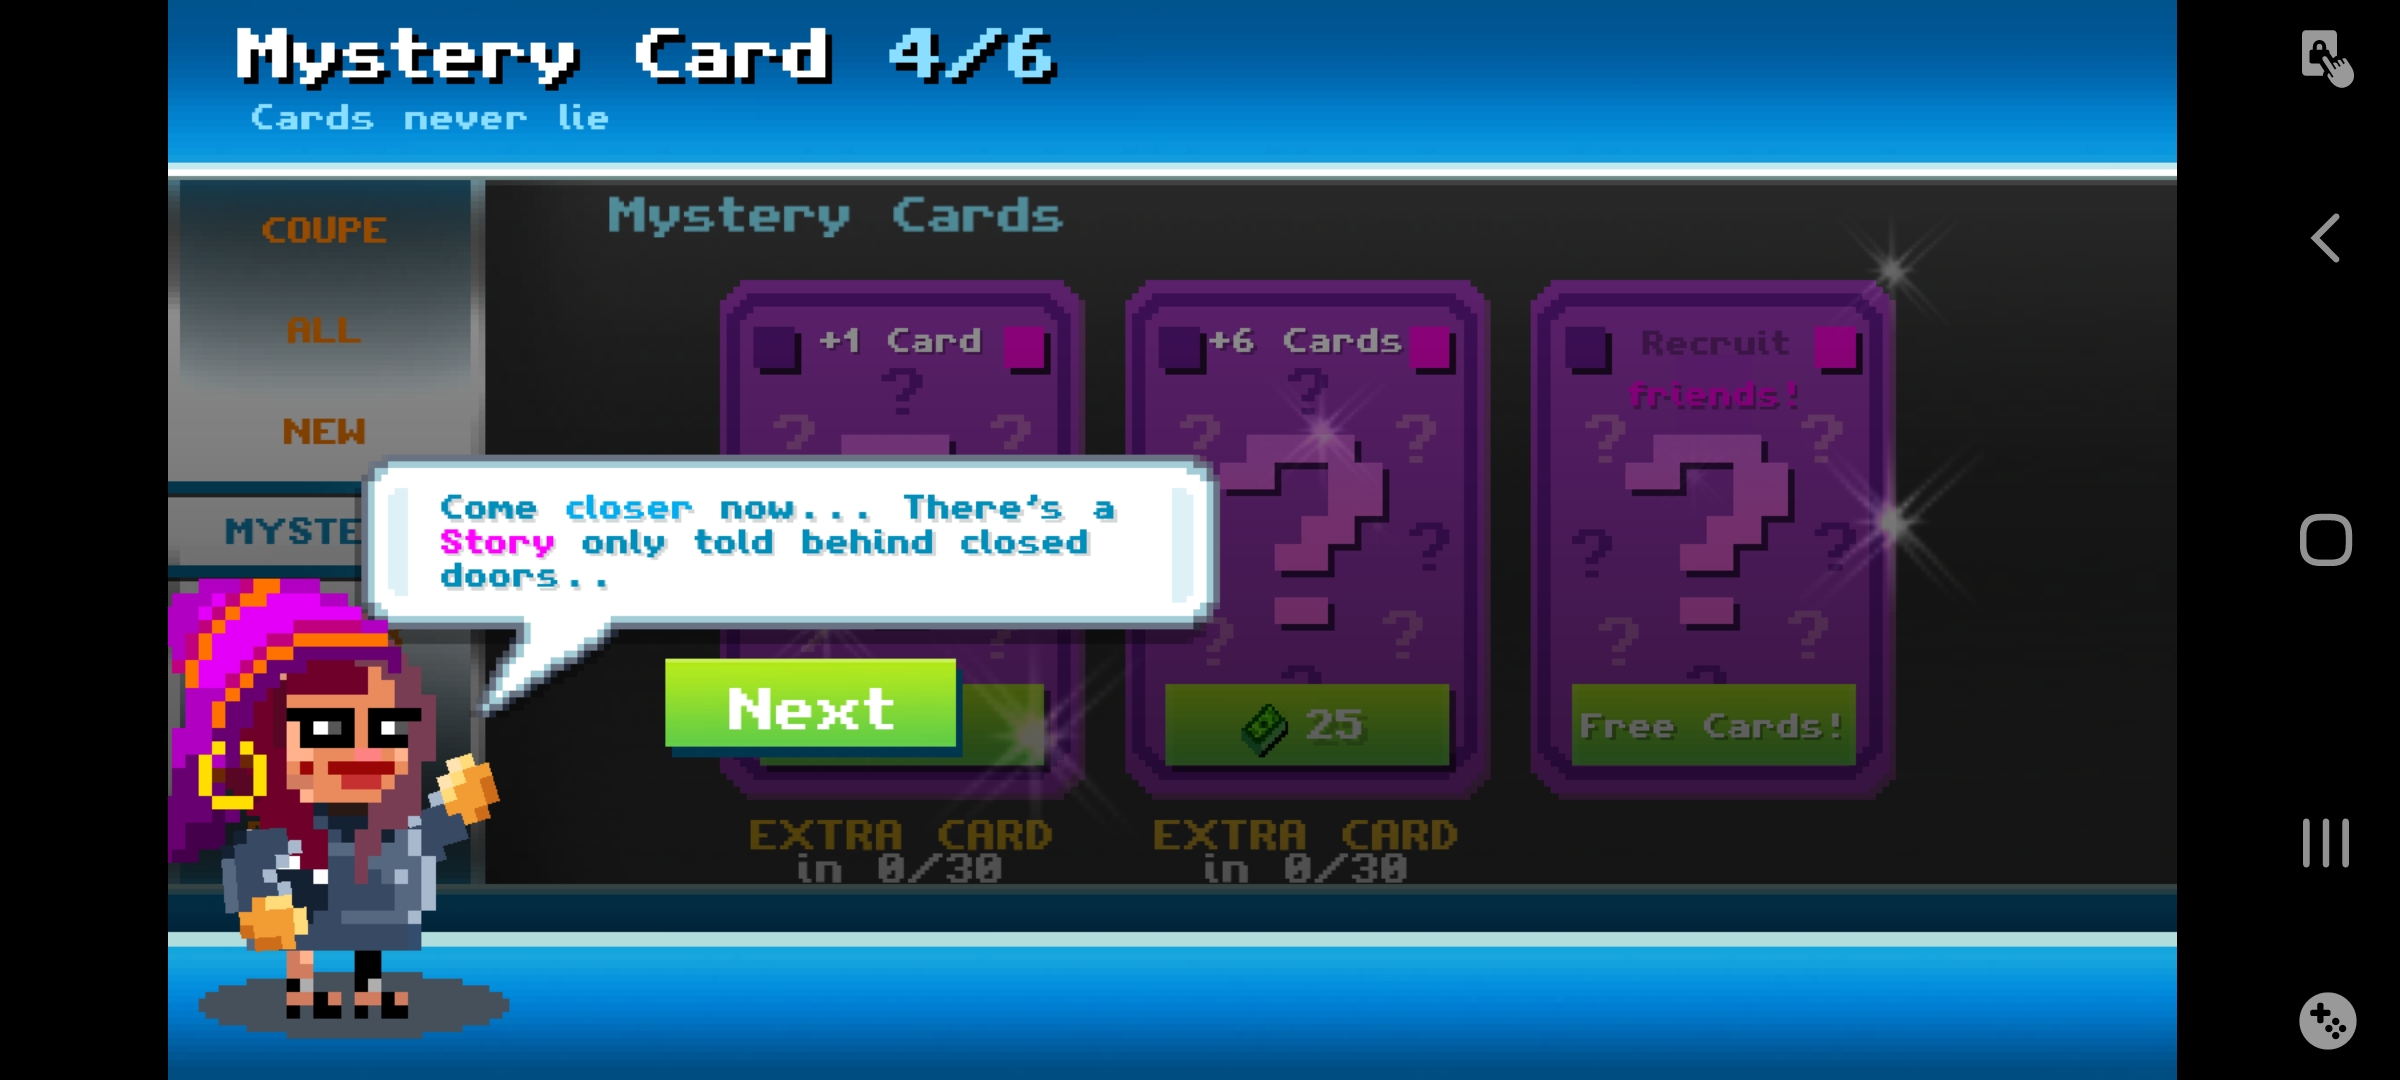 Mystery Card 4/6
Cards never lie
COUPE
ALL
NEW
MYSTE
Mystery Cards
+1 Card
+6 Cards
Recruit
friends!
Come closer now... There's a
Story only told behind closed
doors..
Next
25
Free Cards!
EXTRA CARD
in 0/30
EXTRA CARD
in 0/30